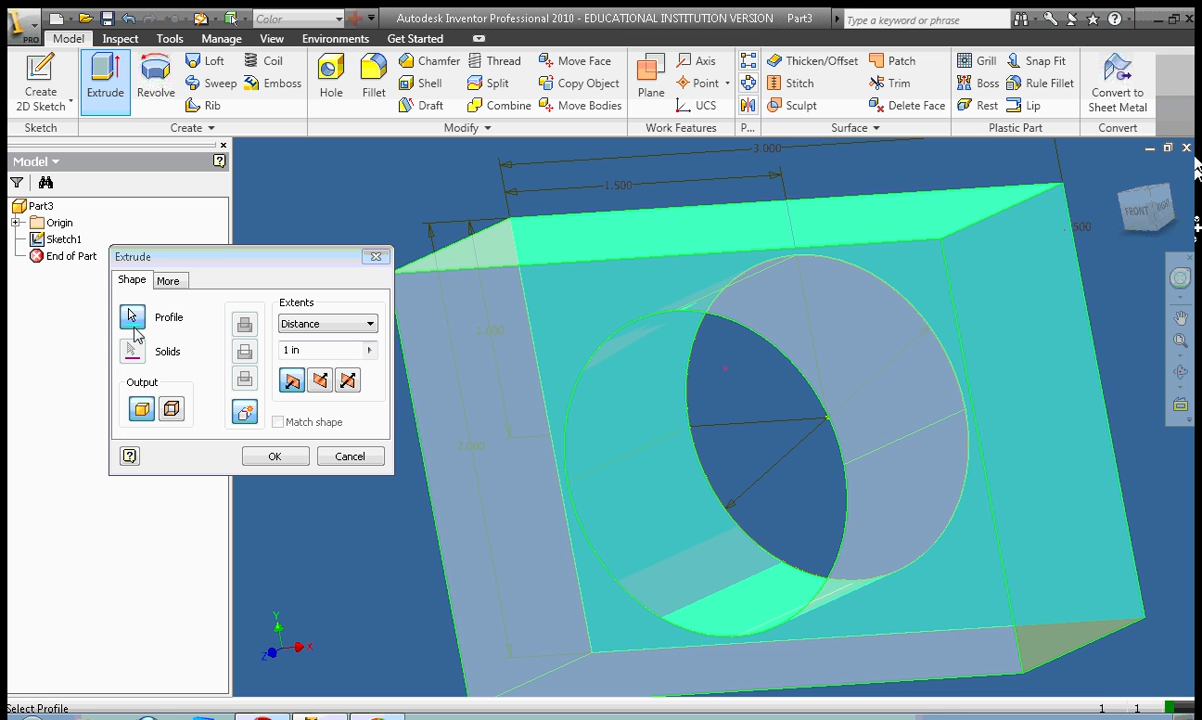 Color
Autodesk Inventor Professional 2010 - EDUCATIONAL INSTITUTION VERSION Part3
Type a keyword or phrase
PRO
Model Inspect Tools Manage View Environments Get Started
Create 2D Sketch
Extrude
Revolve
Loft
Sweep
Rib
Coil
Emboss
Hole
Fillet
Chamfer
Shell
Draft
Thread
Split
Combine
Move Face
Copy Object
Move Bodies
Plane
Axis
Point
UCS
Thicken/Offset
Stitch
Sculpt
Patch
Trim
Delete Face
Grill
Boss
Rest
Snap Fit
Rule Fillet
Lip
Convert to Sheet Metal
Sketch
Create
Modify
Work Features
P...
Surface
Plastic Part
Convert
Model
Part3
Origin
Sketch1
End of Part
Extrude
Shape
More
Profile
Solids
Output
Extents
Distance
1 in
Match shape
OK
Cancel
3.000
1.500
1.000
2.000
FRONT
Y
X
Z
Select Profile
1 1